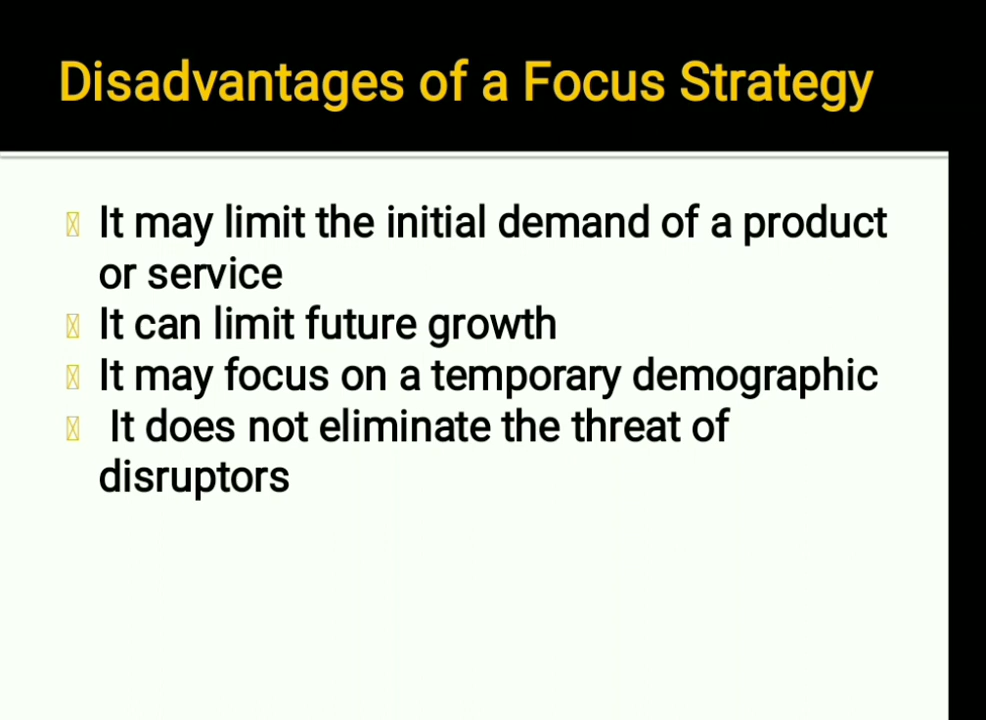 Disadvantages of a Focus Strategy
It may limit the initial demand of a product
or service
It can limit future growth
It may focus on a temporary demographic
It does not eliminate the threat of
disruptors